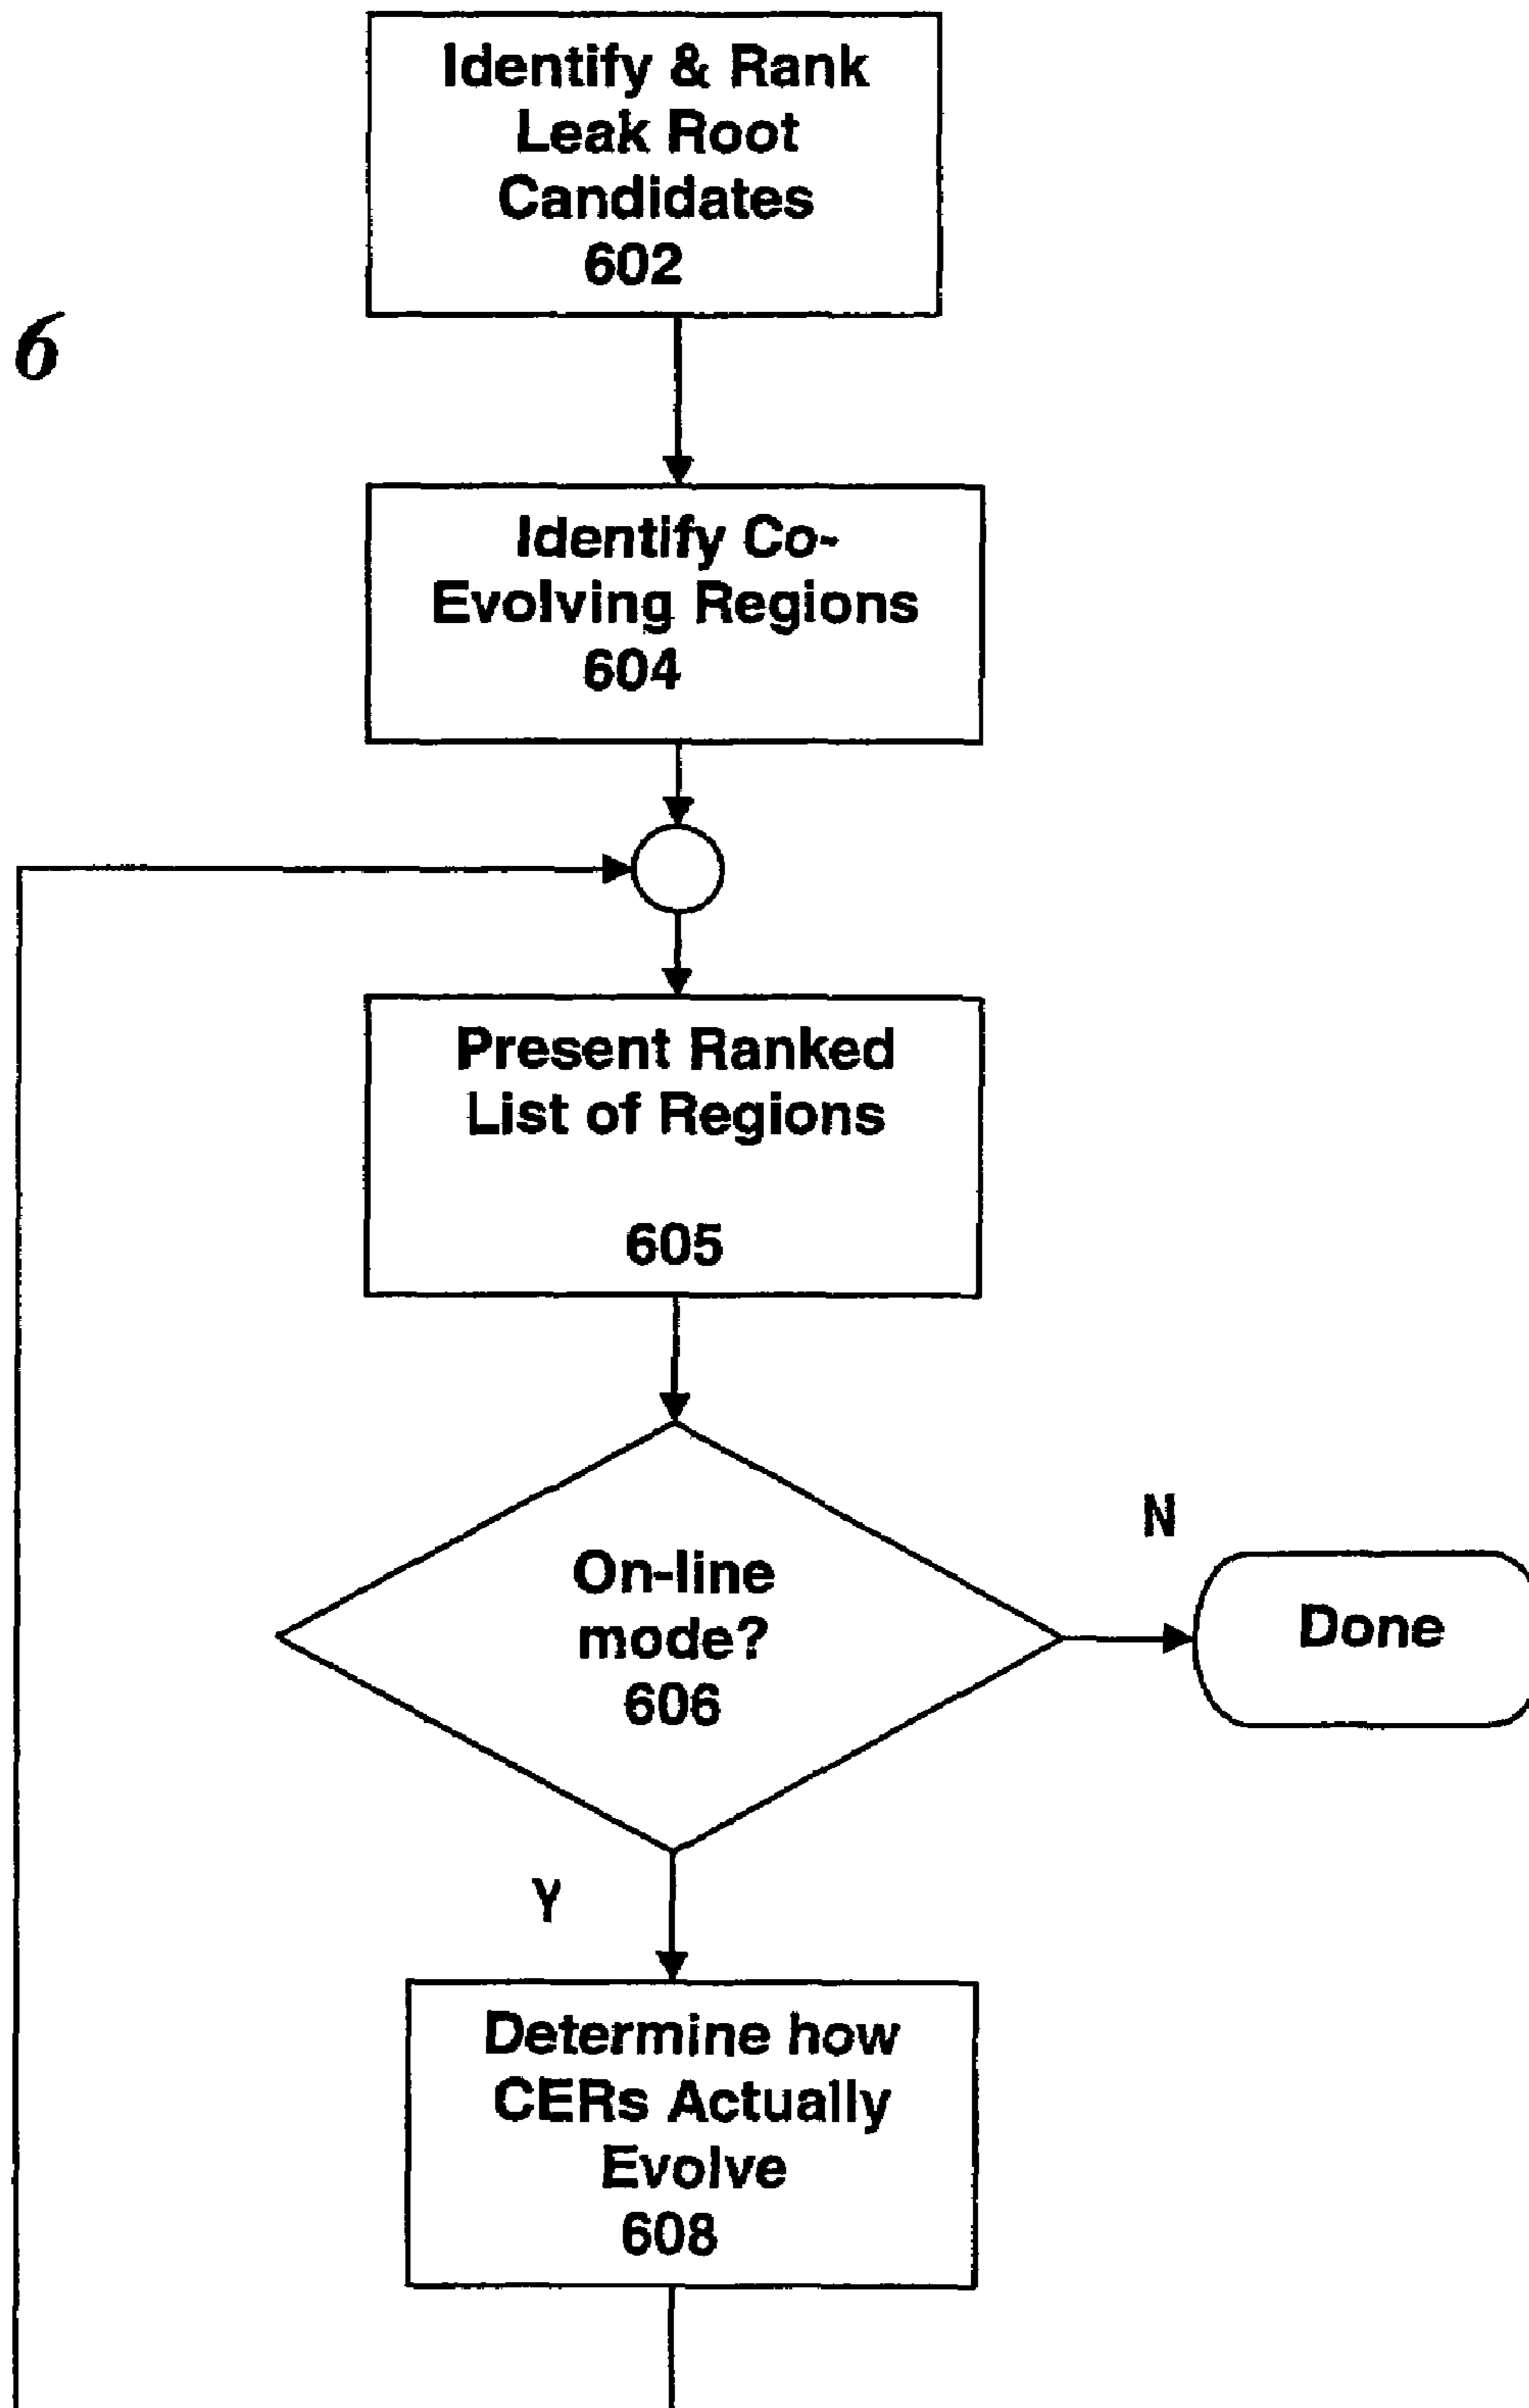 Identify & Rank
Leak Root
Candidates
602
6
Identify Co-
Evolving Regions
604
Present Ranked
List of Regions
605
On-line
mode?
606
N
Done
Y
Determine how
CERs Actually
Evolve
608